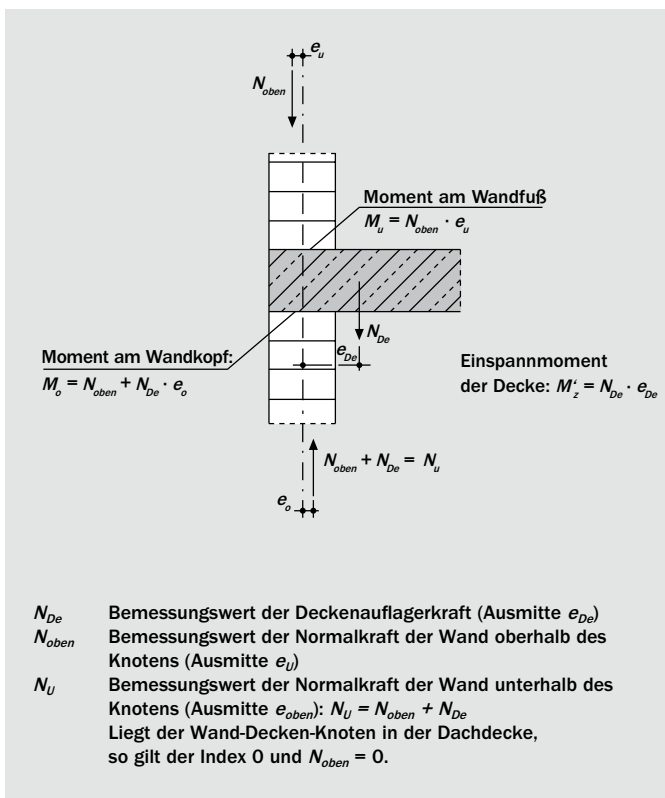 e_u
N_oben
Moment am Wandfuß
M_u = N_oben · e_u
N_De
e_De
Moment am Wandkopf:
M_o = N_oben + N_De · e_o
Einspannmoment
der Decke: M'_z = N_De · e_De
N_oben + N_De = N_u
e_o
N_De Bemessungswert der Deckenauflagerkraft (Ausmitte e_De)
N_oben Bemessungswert der Normalkraft der Wand oberhalb des
Knotens (Ausmitte e_U)
N_U Bemessungswert der Normalkraft der Wand unterhalb des
Knotens (Ausmitte e_oben): N_U = N_oben + N_De
Liegt der Wand-Decken-Knoten in der Dachdecke,
so gilt der Index 0 und N_oben = 0.